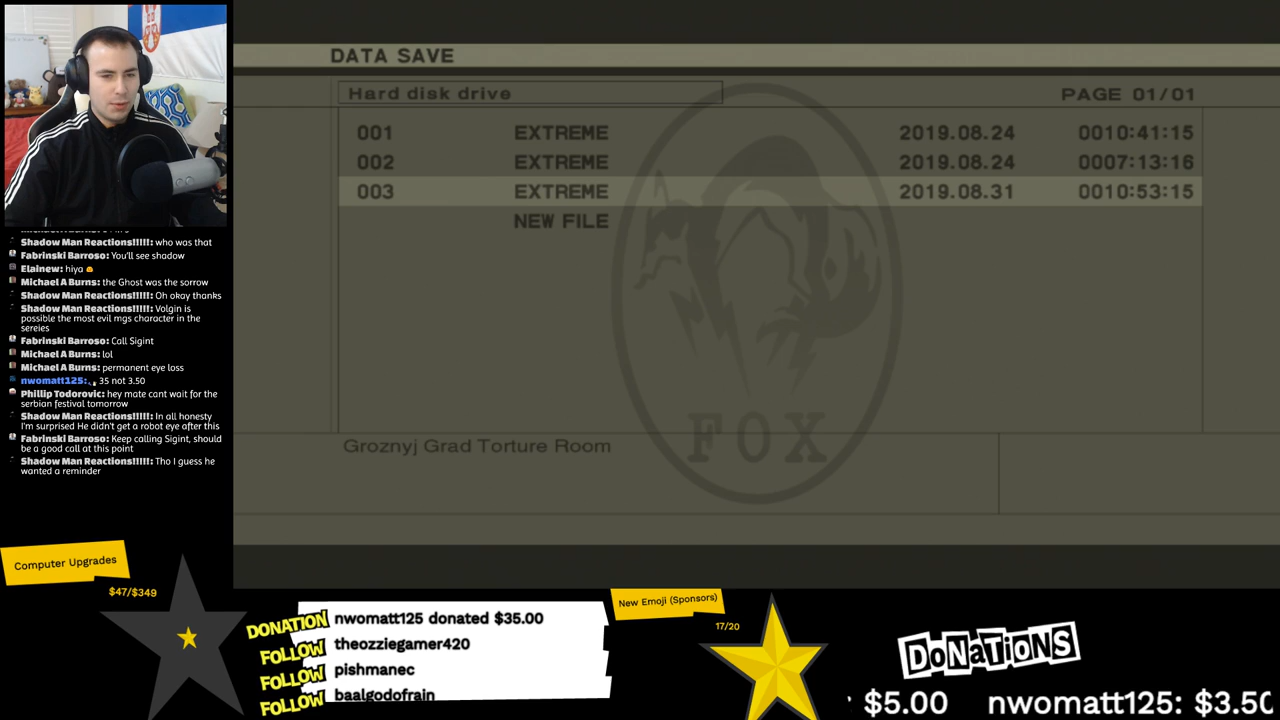 DATA SAVE
Hard disk drive
PAGE 01/01
001 EXTREME 2019.08.24 0010:41:15
002 EXTREME 2019.08.24 0007:13:16
003 EXTREME 2019.08.31 0010:53:15
NEW FILE
FOX
Groznyj Grad Torture Room
Shadow Man Reactions!!!!!: who was that
Fabrinski Barroso: You'll see shadow
Elainew: hiya
Michael A Burns: the Ghost was the sorrow
Shadow Man Reactions!!!!!: Oh okay thanks
Shadow Man Reactions!!!!!: Volgin is
possible the most evil mgs character in the
sereies
Fabrinski Barroso: Call Sigint
Michael A Burns: lol
Michael A Burns: permanent eye loss
nwomatt125: 35 not 3.50
Phillip Todorovic: hey mate cant wait for the
serbian festival tomorrow
Shadow Man Reactions!!!!!: In all honesty
I'm surprised He didn't get a robot eye after this
Fabrinski Barroso: Keep calling Sigint, should
be a good call at this point
Shadow Man Reactions!!!!!: Tho I guess he
wanted a reminder
Computer Upgrades
$47/$349
DONATION nwomatt125 donated $35.00
FOLLOW theozziegamer420
FOLLOW pishmanec
FOLLOW baalgodofrain
New Emoji (Sponsors)
17/20
DONATIONS
$5.00 nwomatt125: $3.50